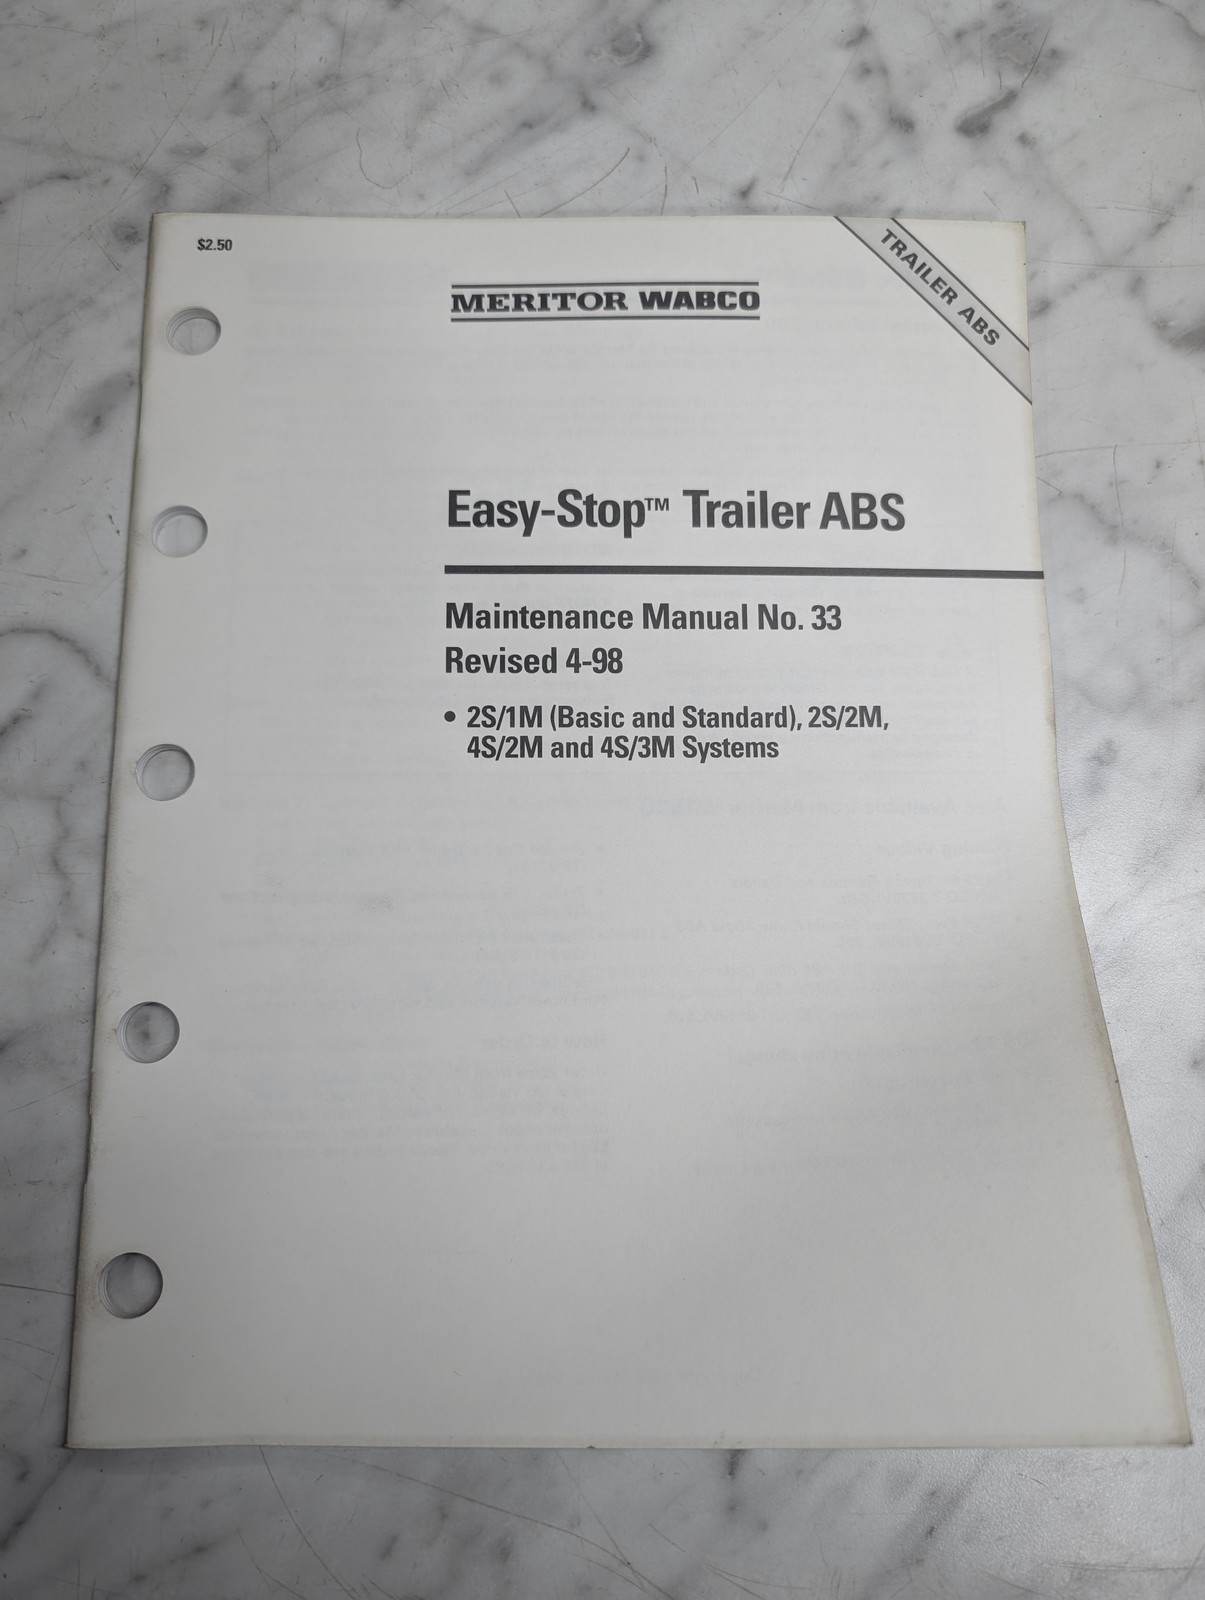 $2.50
MERITOR WABCO
TRAILER ABS
Easy-Stop™ Trailer ABS
Maintenance Manual No. 33
Revised 4-98
• 2S/1M (Basic and Standard), 2S/2M,
4S/2M and 4S/3M Systems